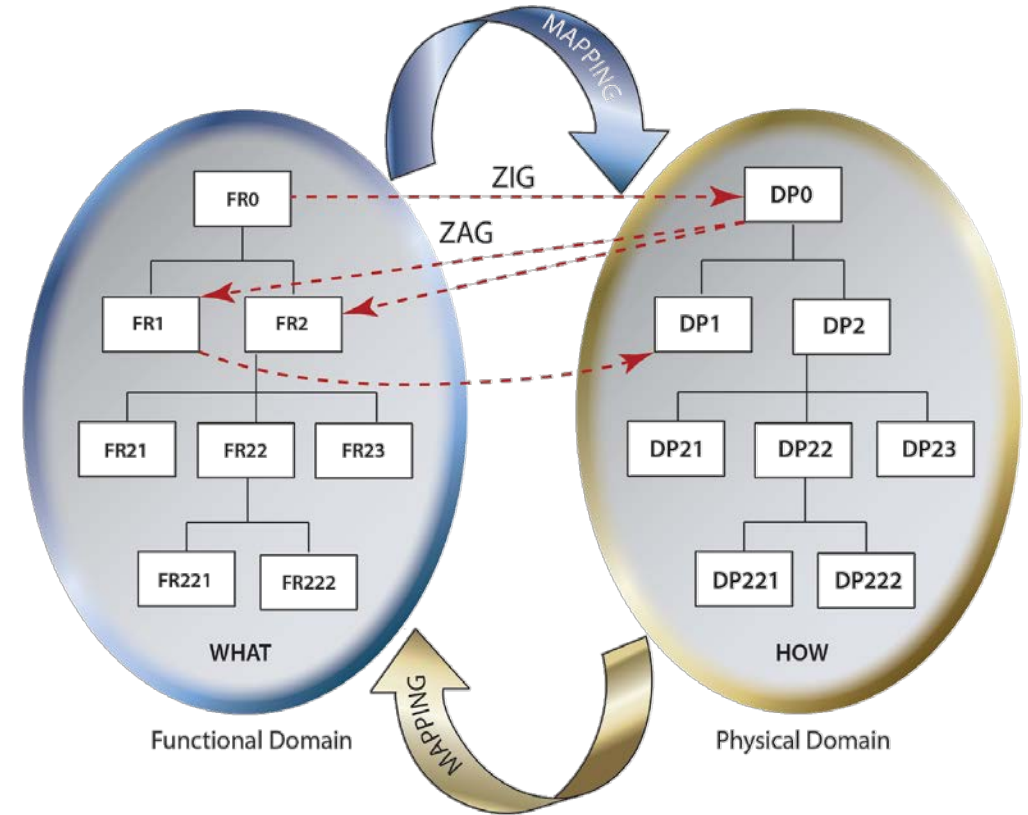 MAPPING
ZIG
FR0
DP0
ZAG
FR1
FR2
DP1
DP2
FR21
FR22
FR23
DP21
DP22
DP23
FR221
FR222
DP221
DP222
WHAT
HOW
MAPPING
Functional Domain
Physical Domain